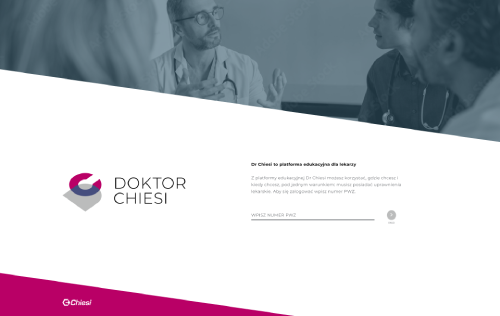 Dr Chiesi to platforma edukacyjna dla lekarzy
Z platformy edukacyjnej Dr Chiesi możesz korzystać, gdzie chcesz i
kiedy chcesz, pod jednym warunkiem: musisz posiadać uprawnienia
lekarskie. Aby się zalogować wpisz numer PWZ.
DOKTOR
CHIESI
WPISZ NUMER PWZ
Chiesi